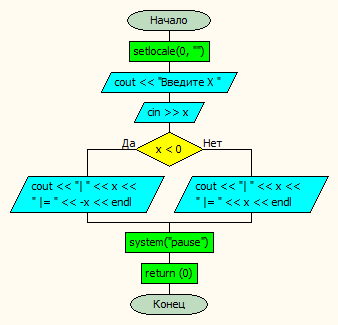 Начало
setlocale(0, "")
cout << "Введите X "
cin >> x
Да
x < 0
Нет
cout << "| " << x <<
" |= " << -x << endl
cout << "| " << x <<
" |= " << x << endl
system("pause")
return (0)
Конец